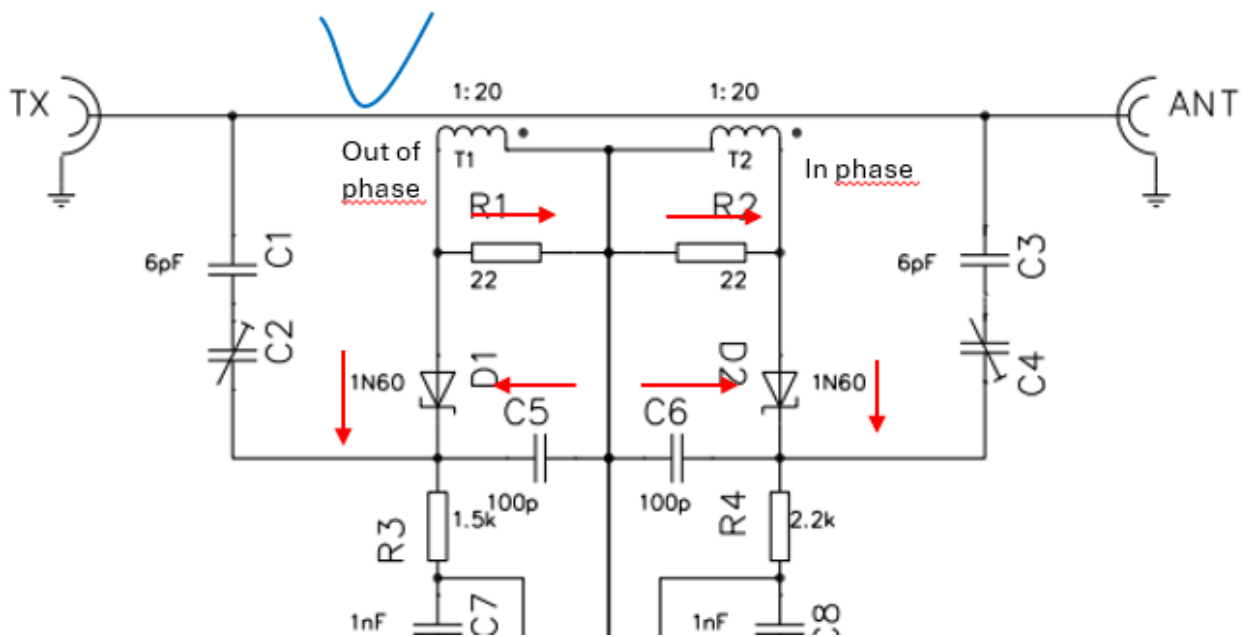 1:20
1:20
TX
ANT
Out of
phase
T1
T2
In phase
R1
R2
6pF
C1
22
22
6pF
C3
C2
1N60
D1
D2
1N60
C4
C5
C6
100p
100p
R3
1.5k
R4
2.2k
1nF
C7
1nF
C8